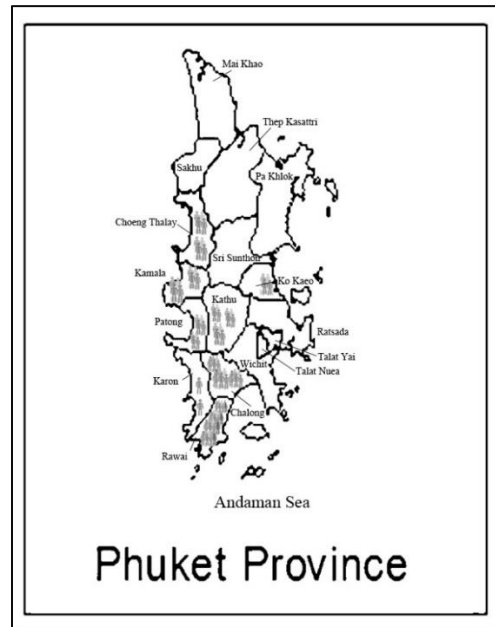 Mai Khao
Thep Kasattri
Sakhu
Pa Khlok
Choeng Thalay
Sri Sunthon
Kamala
Ko Kaeo
Kathu
Patong
Ratsada
Talat Yai
Wichit
Talat Nuea
Karon
Chalong
Rawai
Andaman Sea
Phuket Province